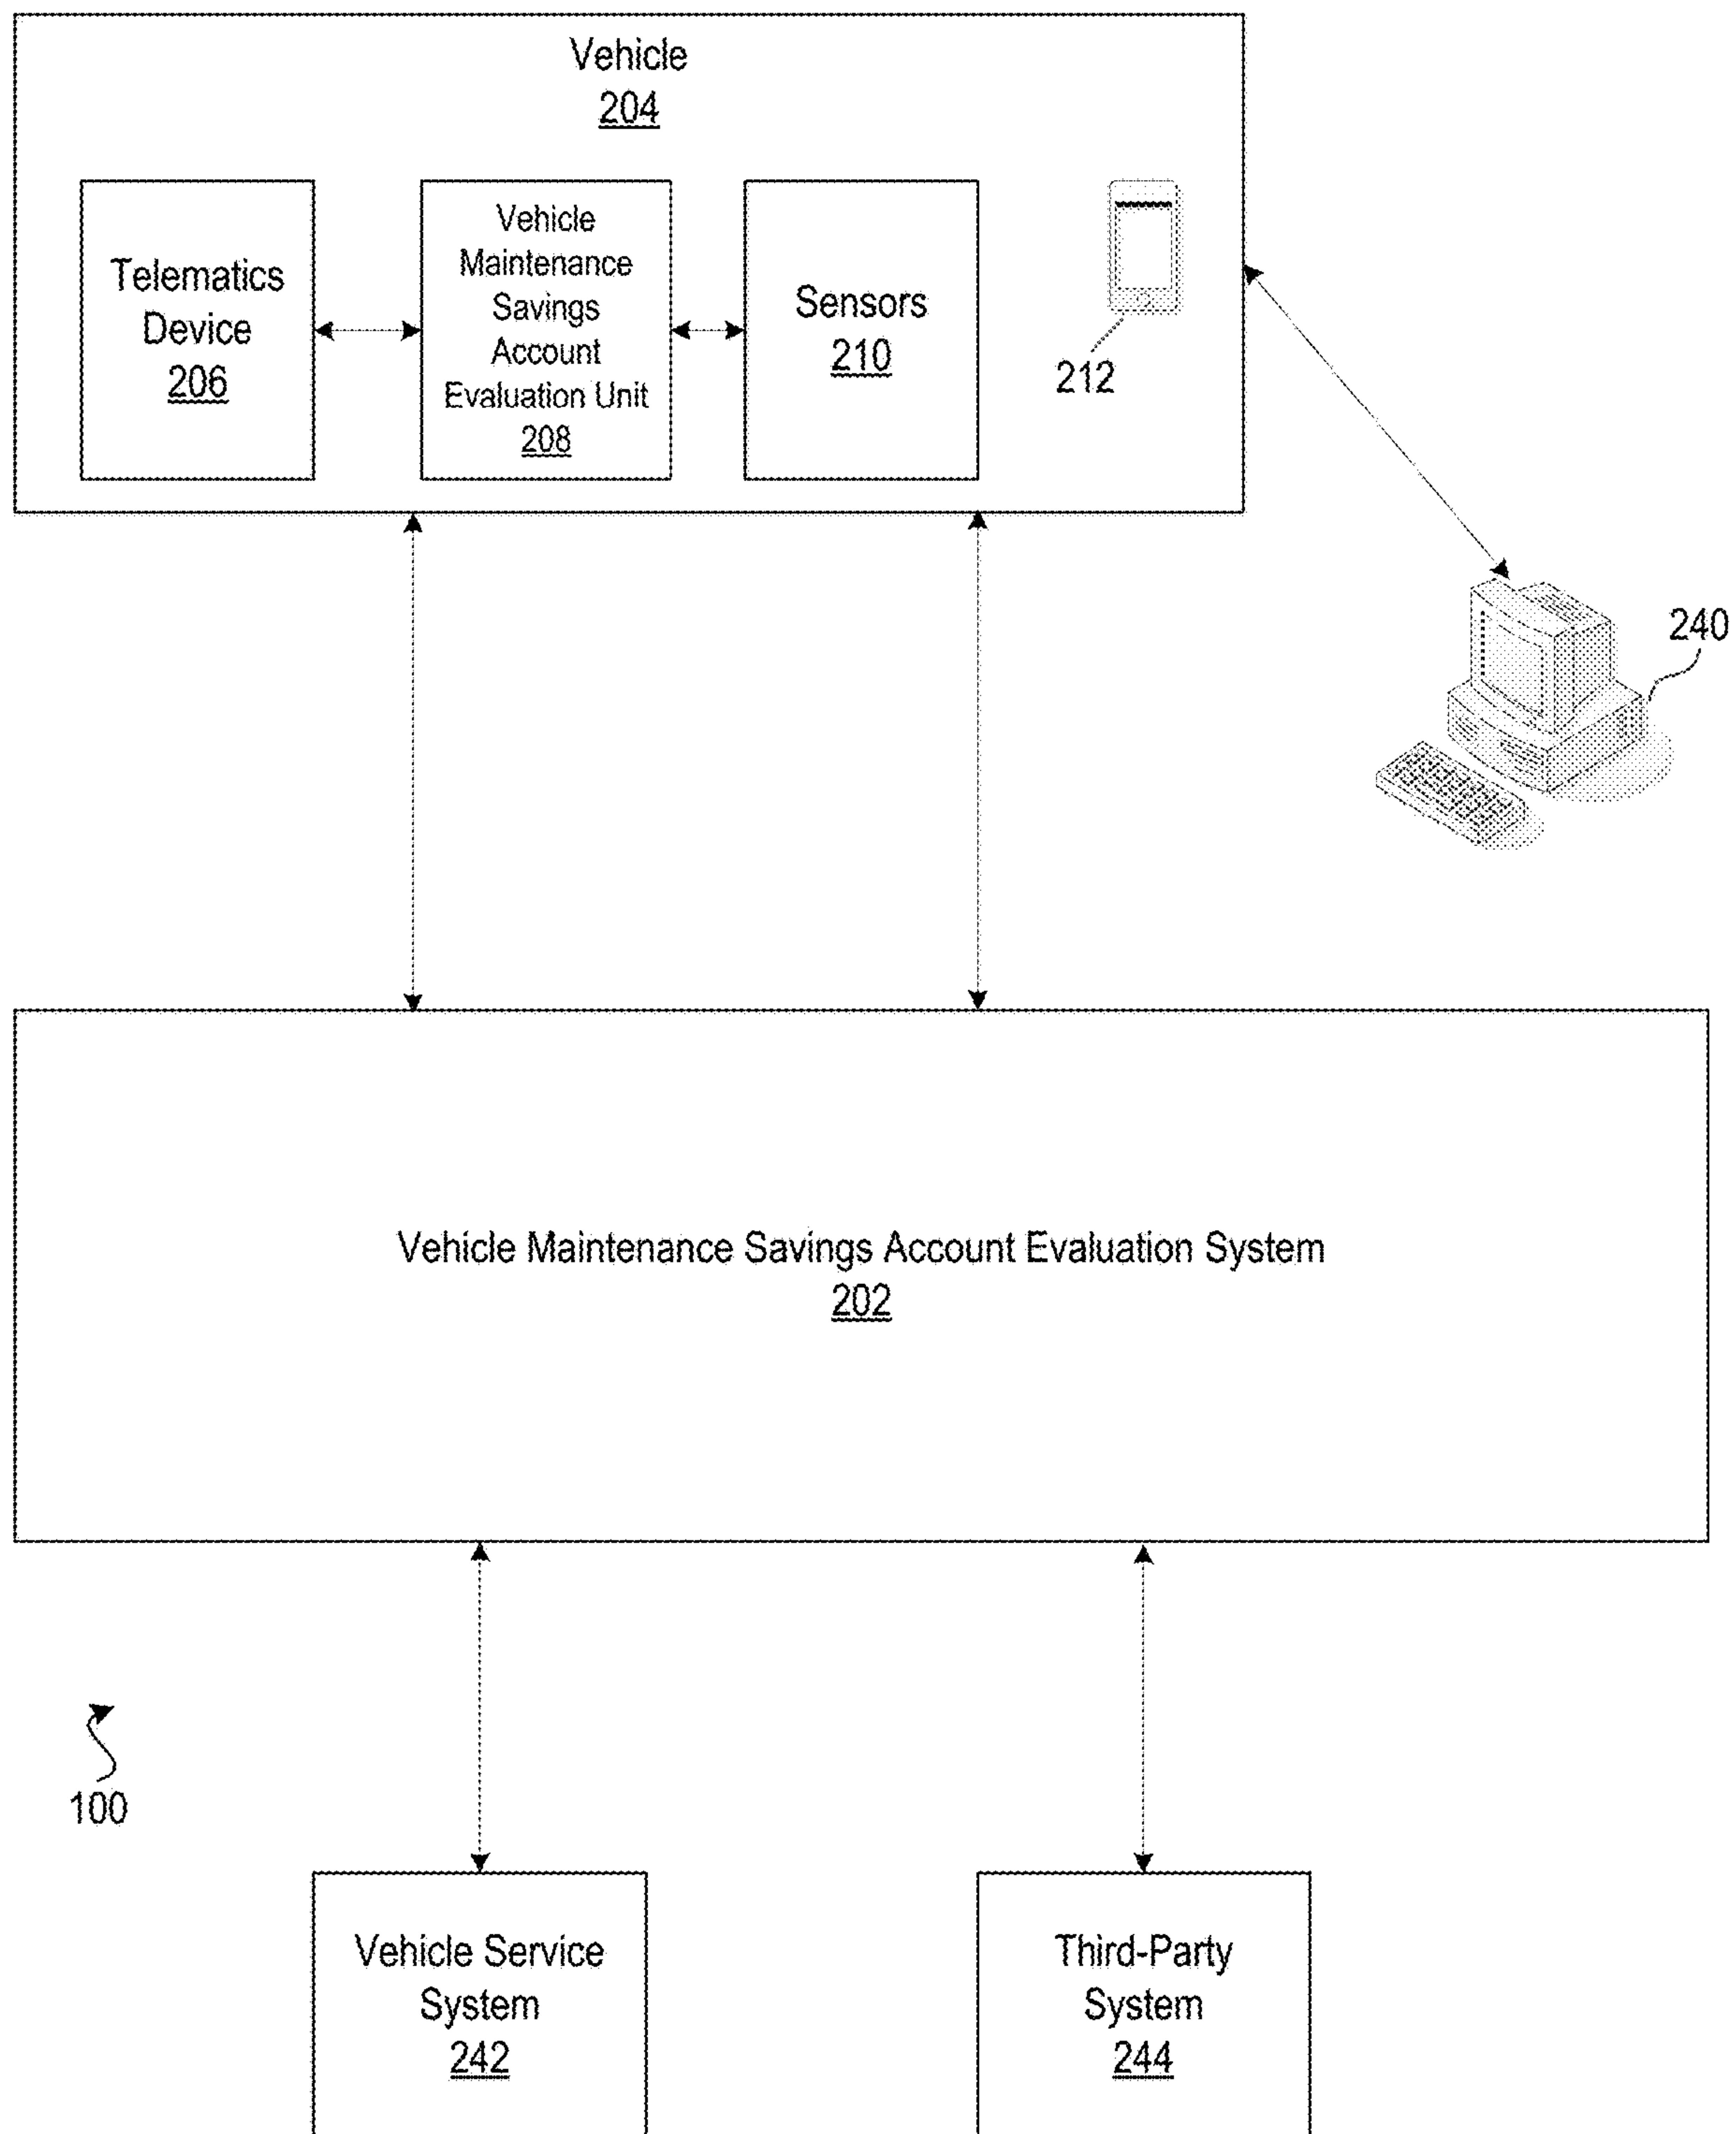 Vehicle
204
Telematics
Device
206
Vehicle
Maintenance
Savings
Account
Evaluation Unit
208
Sensors
210
212
240
Vehicle Maintenance Savings Account Evaluation System
202
100
Vehicle Service
System
242
Third-Party
System
244